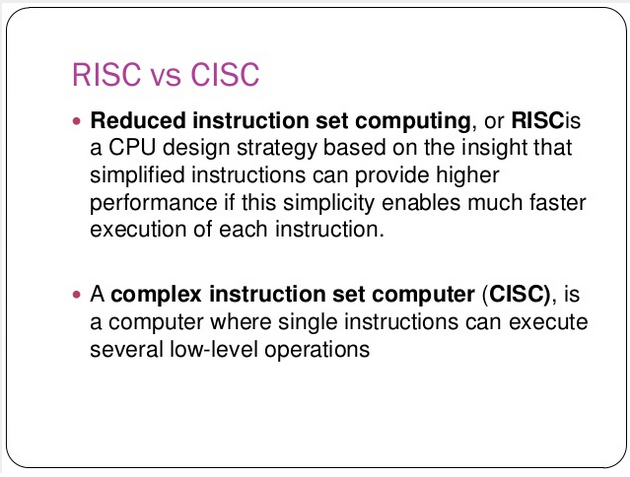 RISC vs CISC
• Reduced instruction set computing, or RISCis
a CPU design strategy based on the insight that
simplified instructions can provide higher
performance if this simplicity enables much faster
execution of each instruction.
• A complex instruction set computer (CISC), is
a computer where single instructions can execute
several low-level operations